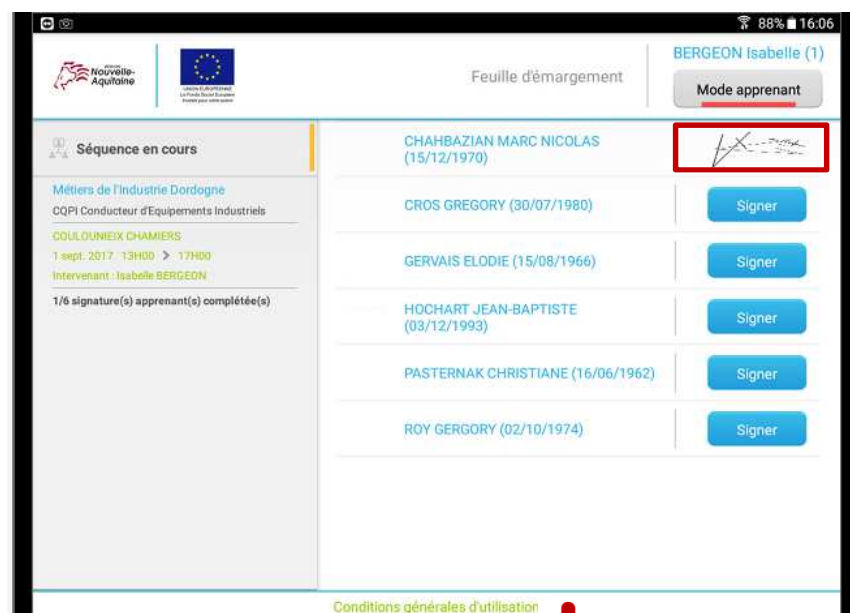 88% 16:06
RÉGION
Nouvelle-
Aquitaine
UNION EUROPÉENNE
Feuille d'émargement
BERGEON Isabelle (1)
Mode apprenant
Séquence en cours
Métiers de l'Industrie Dordogne
CQPI Conducteur d'Equipements Industriels
COULOUNIEIX CHAMIERS
1 sept. 2017 13H00 > 17H00
Intervenant : Isabelle BERGEON
1/6 signature(s) apprenant(s) complétée(s)
CHAHBAZIAN MARC NICOLAS
(15/12/1970)
CROS GREGORY (30/07/1980)
Signer
GERVAIS ELODIE (15/08/1966)
Signer
HOCHART JEAN-BAPTISTE
(03/12/1993)
Signer
PASTERNAK CHRISTIANE (16/06/1962)
Signer
ROY GERGORY (02/10/1974)
Signer
Conditions générales d'utilisation